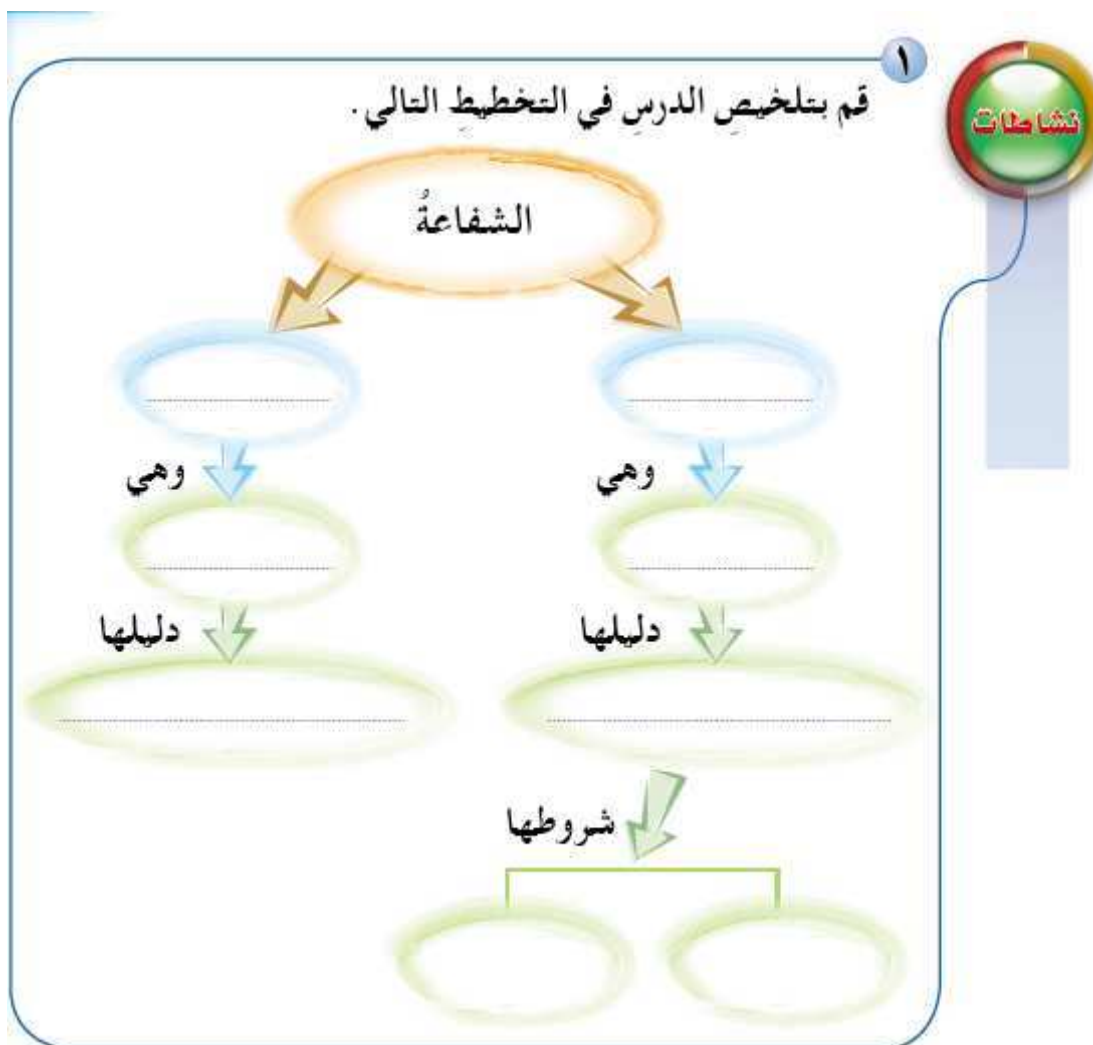 نشاطات
١
قم بتلخيصِ الدرسِ في التخطيطِ التالي.
الشفاعةُ
وهي
وهي
دليلها
دليلها
شروطها